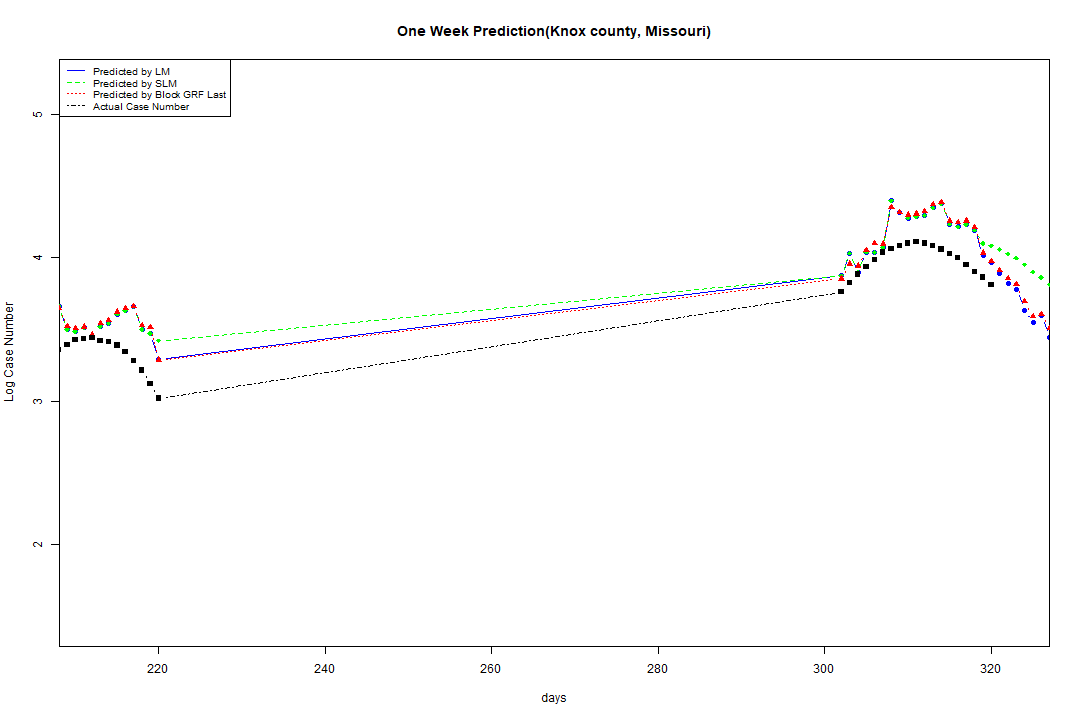 One Week Prediction(Knox county, Missouri)
Predicted by LM
Predicted by SLM
Predicted by Block GRF Last
Actual Case Number
5
4
3
2
Log Case Number
220 240 260 280 300 320
days